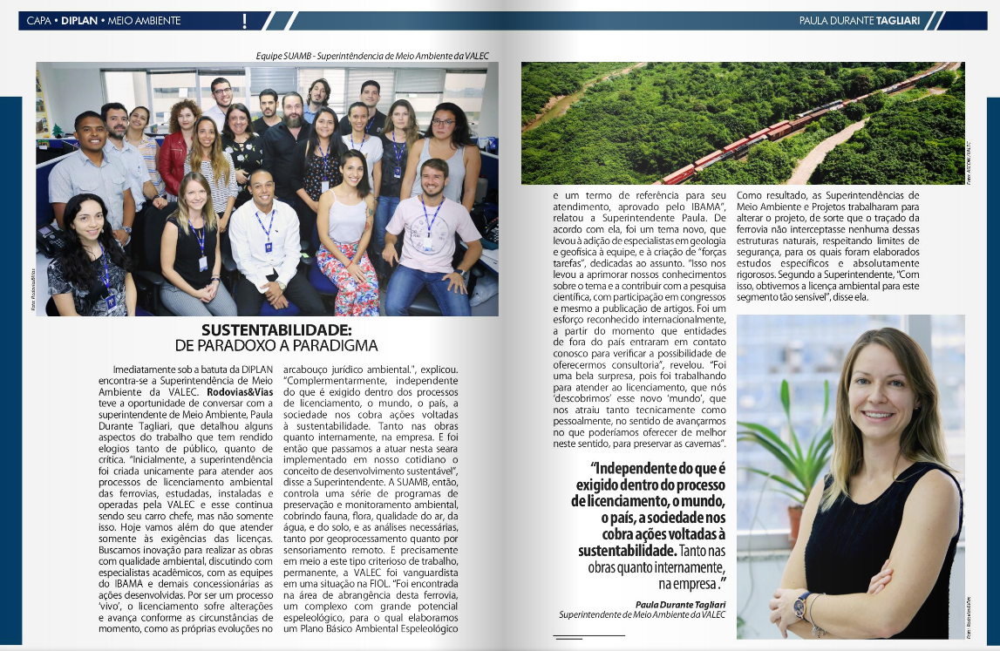 CAPA • DIPLAN • MEIO AMBIENTE
!
PAULA DURANTE TAGLIARI
Equipe SUAMB - Superintêndencia de Meio Ambiente da VALEC
Foto: Rodovias&Vias
SUSTENTABILIDADE:
DE PARADOXO A PARADIGMA
Imediatamente sob a batuta da DIPLAN
encontra-se a Superintendência de Meio
Ambiente da VALEC. Rodovias&Vias
teve a oportunidade de conversar com a
superintendente de Meio Ambiente, Paula
Durante Tagliari, que detalhou alguns
aspectos do trabalho que tem rendido
elogios tanto de público, quanto de
crítica. "Inicialmente, a superintendência
foi criada unicamente para atender aos
processos de licenciamento ambiental
das ferrovias, estudadas, instaladas e
operadas pela VALEC e esse continua
sendo seu carro chefe, mas não somente
isso. Hoje vamos além do que atender
somente às exigências das licenças.
Buscamos inovação para realizar as obras
com qualidade ambiental, discutindo com
especialistas acadêmicos, com as equipes
do IBAMA e demais concessionárias as
ações desenvolvidas. Por ser um processo
'vivo', o licenciamento sofre alterações
e avança conforme as circunstâncias de
momento, como as próprias evoluções no
arcabouço jurídico ambiental.", explicou.
"Complermentarmente, independente
do que é exigido dentro dos processos
de licenciamento, o mundo, o país, a
sociedade nos cobra ações voltadas
à sustentabilidade. Tanto nas obras
quanto internamente, na empresa. E foi
então que passamos a atuar nesta seara
implementado em nosso cotidiano o
conceito de desenvolvimento sustentável",
disse a Superintendente. A SUAMB, então,
controla uma série de programas de
preservação e monitoramento ambiental,
cobrindo fauna, flora, qualidade do ar, da
água, e do solo, e as análises necessárias,
tanto por geoprocessamento quanto por
sensoriamento remoto. E precisamente
em meio a este tipo criterioso de trabalho,
permanente, a VALEC foi vanguardista
em uma situação na FIOL. "Foi encontrada
na área de abrangência desta ferrovia,
um complexo com grande potencial
espeleológico, para o qual elaboramos
um Plano Básico Ambiental Espeleológico
Foto: ASCOM / VALEC
e um termo de referência para seu
atendimento, aprovado pelo IBAMA",
relatou a Superintendente Paula. De
acordo com ela, foi um tema novo, que
levou à adição de especialistas em geologia
e geofísica à equipe, e à criação de "forças
tarefas", dedicadas ao assunto. "Isso nos
levou a aprimorar nossos conhecimentos
sobre o tema e a contribuir com a pesquisa
científica, com participação em congressos
e mesmo a publicação de artigos. Foi um
esforço reconhecido internacionalmente,
a partir do momento que entidades
de fora do país entraram em contato
conosco para verificar a possibilidade de
oferecermos consultoria", revelou. "Foi
uma bela surpresa, pois foi trabalhando
para atender ao licenciamento, que nós
'descobrimos' esse novo 'mundo', que
nos atraiu tanto tecnicamente como
pessoalmente, no sentido de avançarmos
no que poderíamos oferecer de melhor
neste sentido, para preservar as cavernas".
"Independente do que é
exigido dentro do processo
de licenciamento, o mundo,
o país, a sociedade nos
cobra ações voltadas à
sustentabilidade. Tanto nas
obras quanto internamente,
na empresa ."
Paula Durante Tagliari
Superintendente de Meio Ambiente da VALEC
Como resultado, as Superintendências de
Meio Ambiente e Projetos trabalharam para
alterar o projeto, de sorte que o traçado da
ferrovia não interceptasse nenhuma dessas
estruturas naturais, respeitando limites de
segurança, para os quais foram elaborados
estudos específicos e absolutamente
rigorosos. Segundo a Superintendente, "Com
isso, obtivemos a licença ambiental para este
segmento tão sensível", disse ela.
Foto: Rodovias&Vias